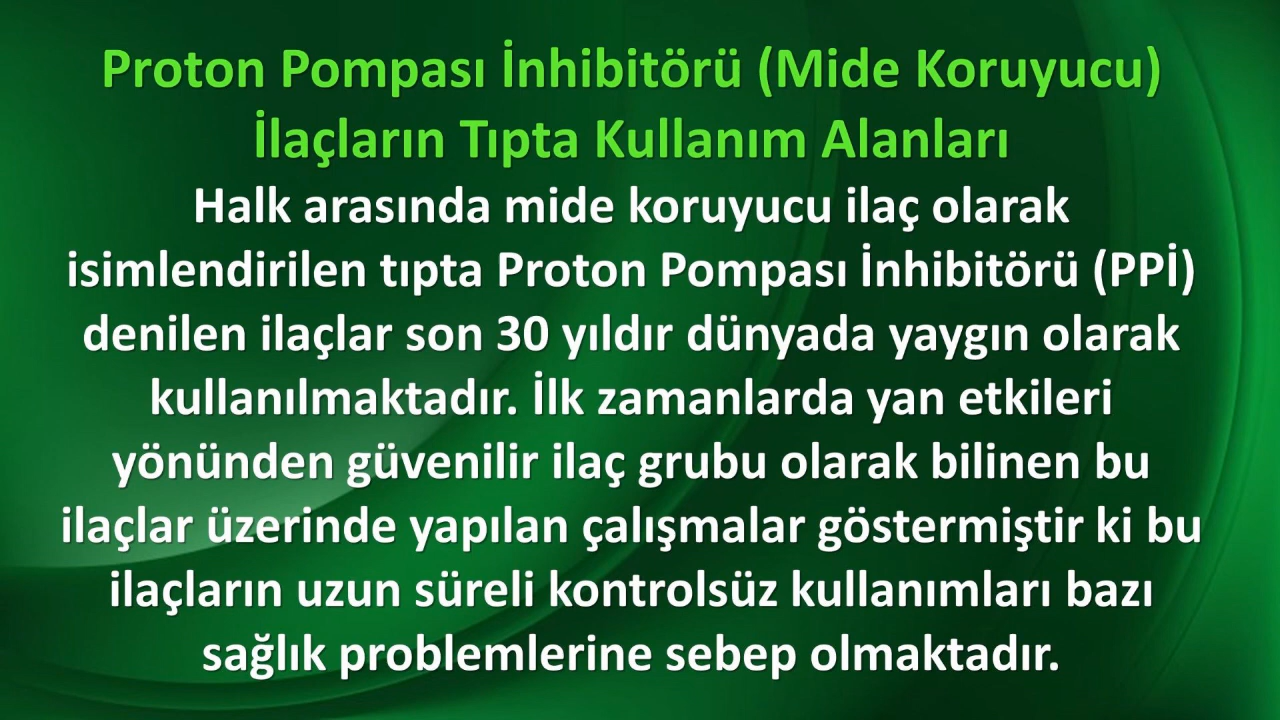 Proton Pompası İnhibitörü (Mide Koruyucu)
İlaçların Tıpta Kullanım Alanları
Halk arasında mide koruyucu ilaç olarak
isimlendirilen tıpta Proton Pompası İnhibitörü (PPİ)
denilen ilaçlar son 30 yıldır dünyada yaygın olarak
kullanılmaktadır. İlk zamanlarda yan etkileri
yönünden güvenilir ilaç grubu olarak bilinen bu
ilaçlar üzerinde yapılan çalışmalar göstermiştir ki bu
ilaçların uzun süreli kontrolsüz kullanımları bazı
sağlık problemlerine sebep olmaktadır.